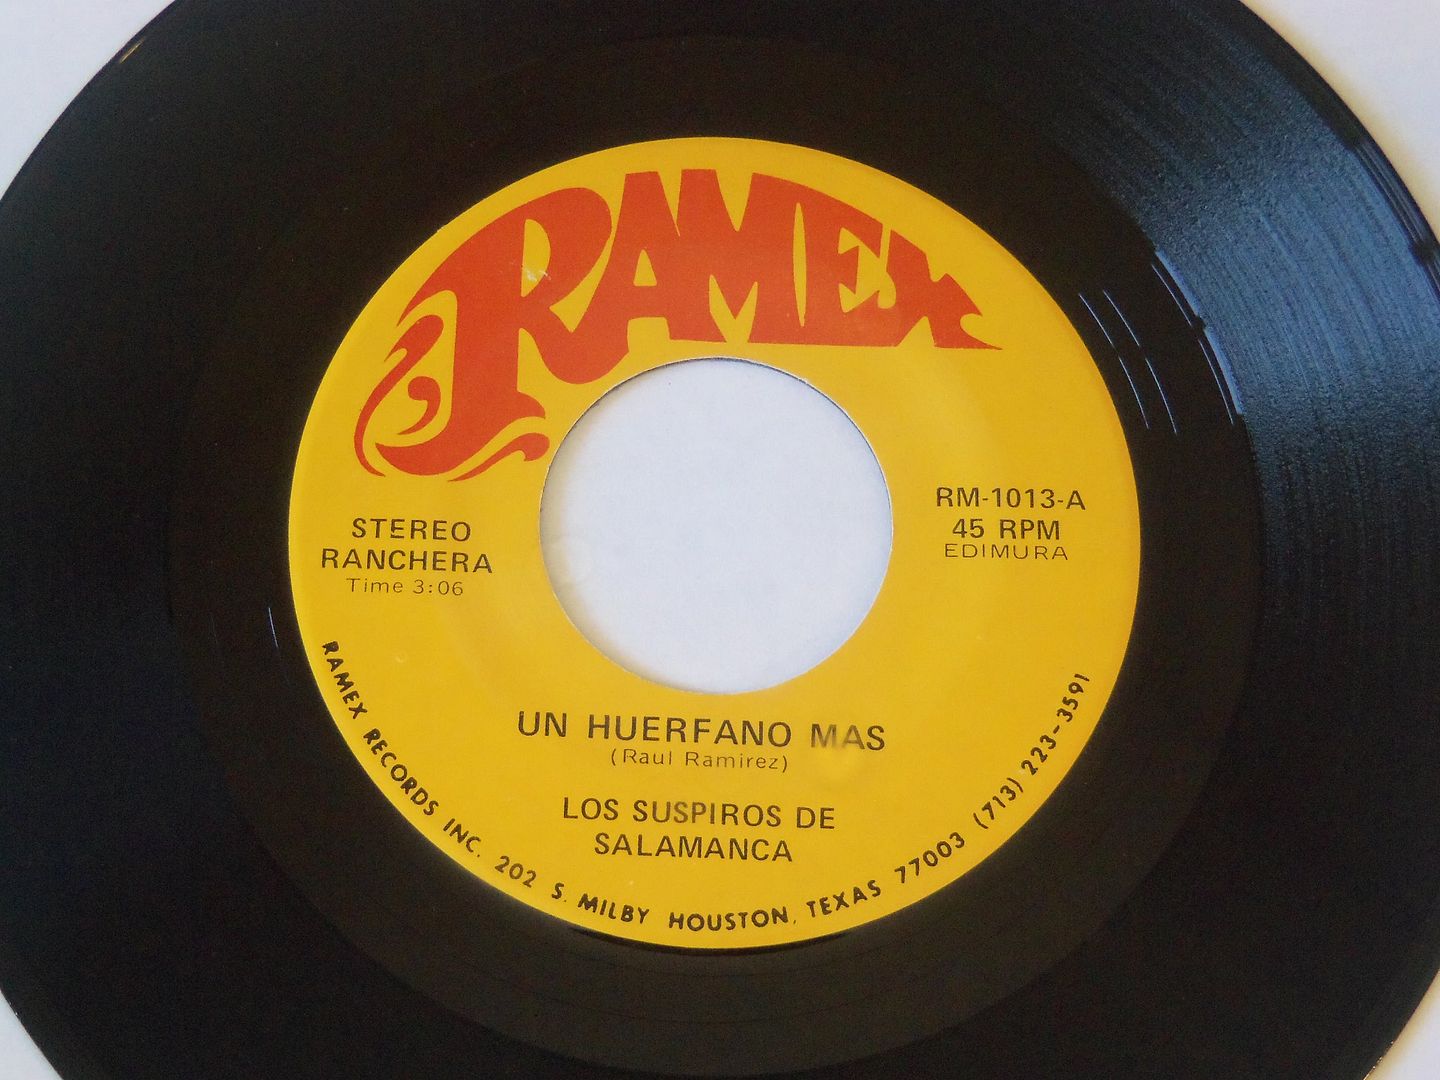 RAMEX
STEREO
RANCHERA
Time 3:06
RM-1013-A
45 RPM
EDIMURA
UN HUERFANO MAS
(Raul Ramirez)
LOS SUSPIROS DE
SALAMANCA
RAMEX RECORDS INC. 202 S. MILBY HOUSTON, TEXAS 77003 (713) 223-3591